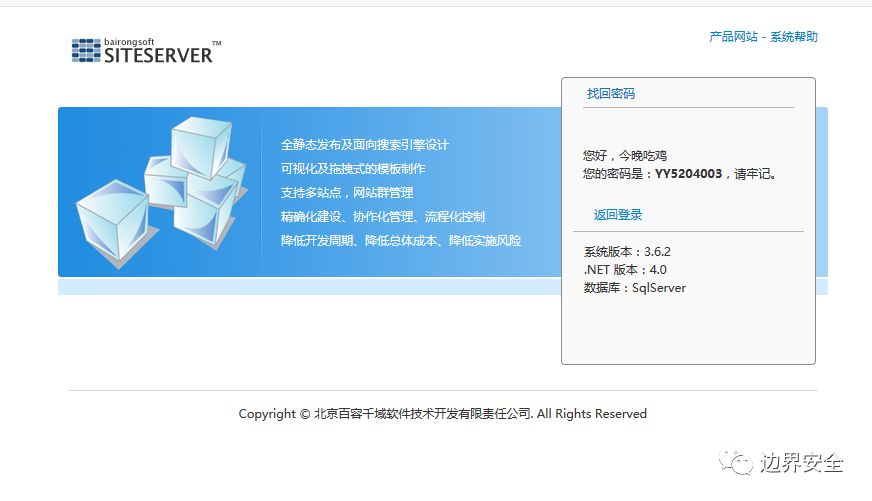 bairongsoft
SITESERVER™
产品网站 - 系统帮助
找回密码
全静态发布及面向搜索引擎设计
可视化及拖拽式的模板制作
支持多站点，网站群管理
精确化建设、协作化管理、流程化控制
降低开发周期、降低总体成本、降低实施风险
您好，今晚吃鸡
您的密码是：YY5204003，请牢记。
返回登录
系统版本：3.6.2
.NET 版本：4.0
数据库：SqlServer
Copyright © 北京百容千域软件技术开发有限责任公司. All Rights Reserved
边界安全